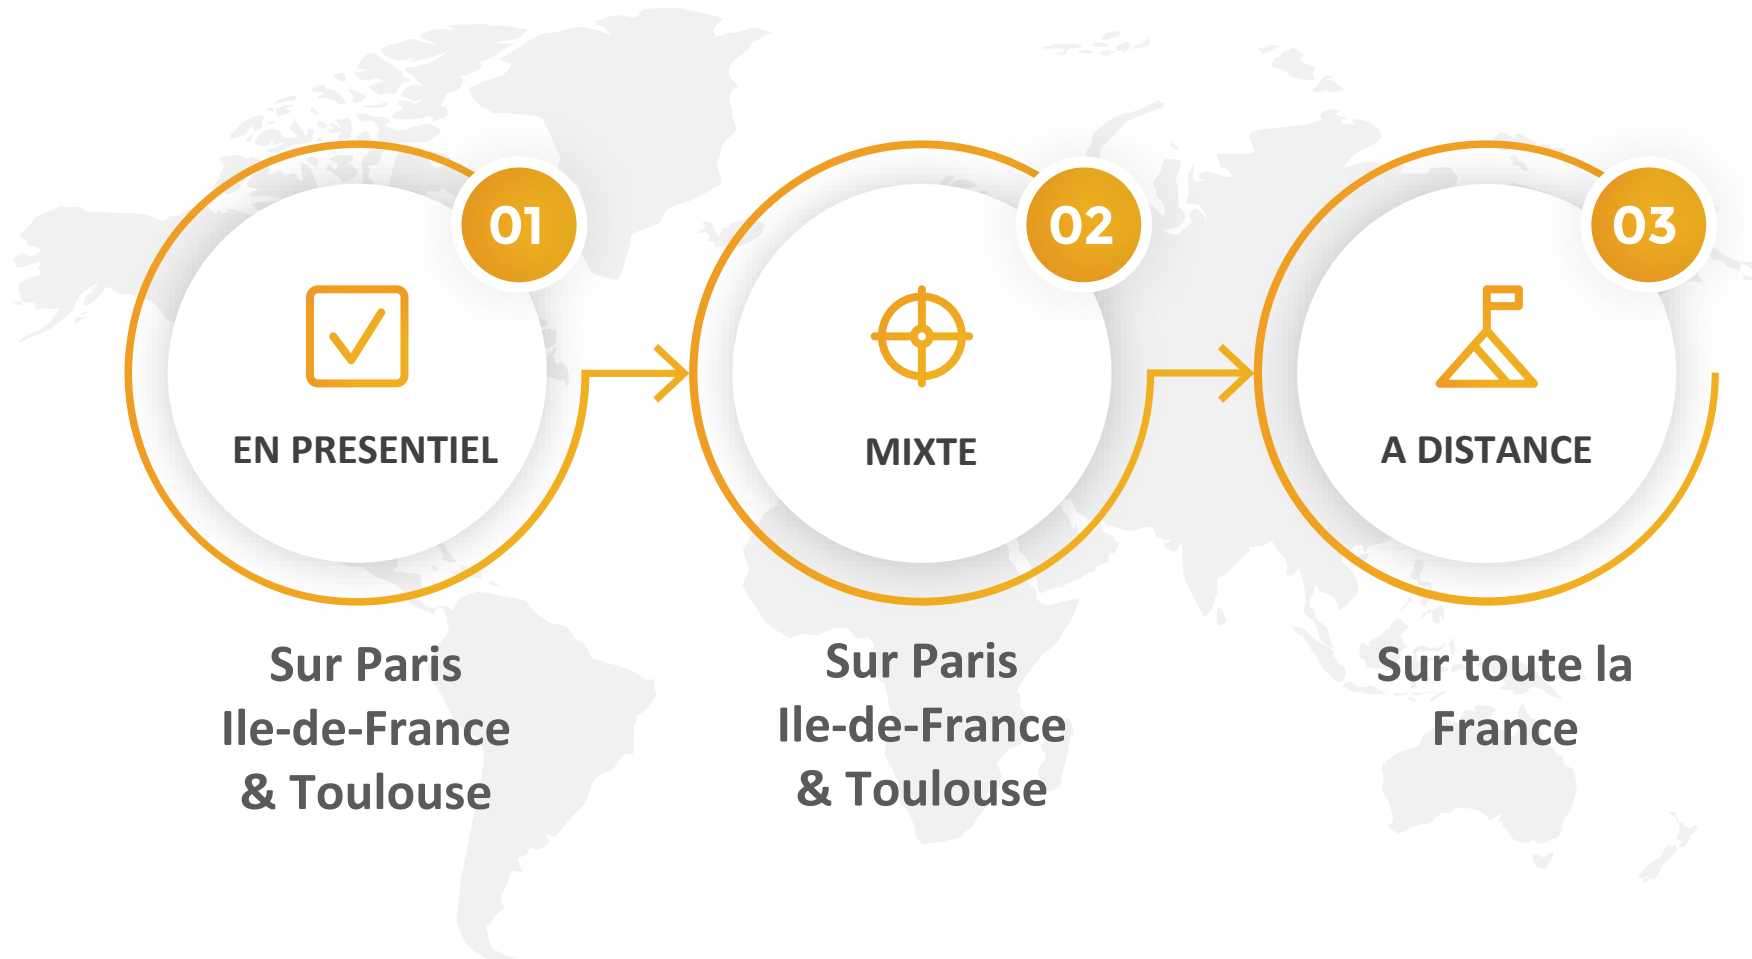 01
EN PRESENTIEL
Sur Paris
Ile-de-France
& Toulouse
02
MIXTE
Sur Paris
Ile-de-France
& Toulouse
03
A DISTANCE
Sur toute la
France